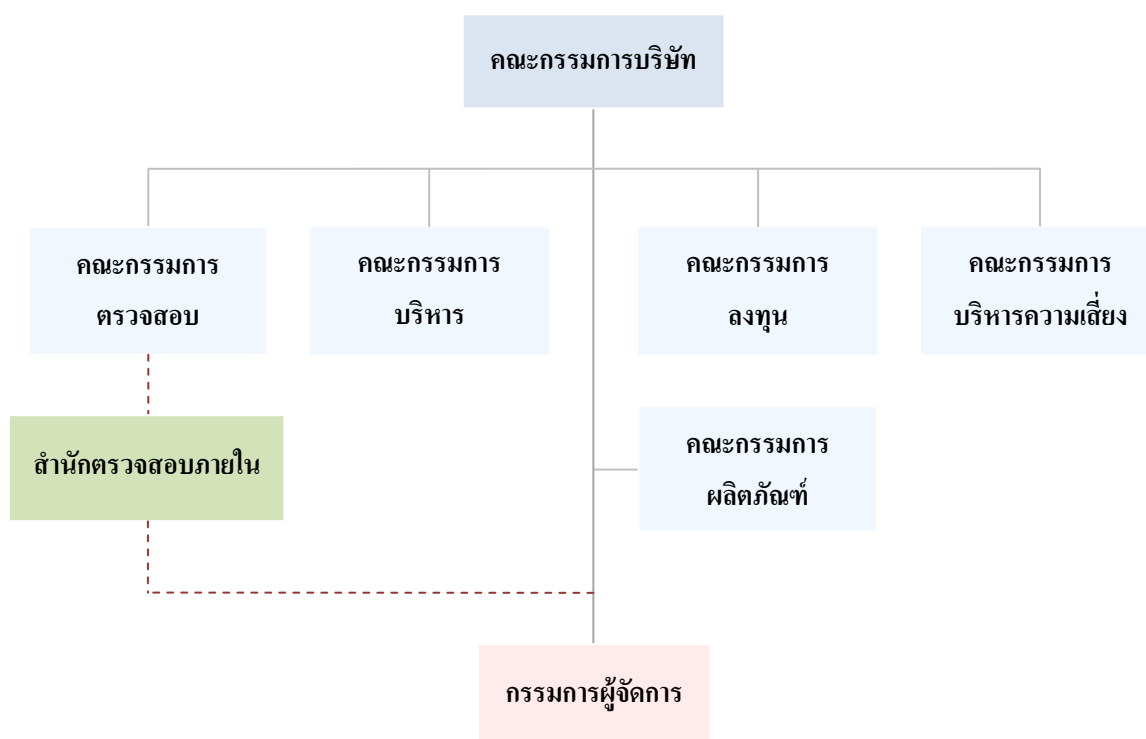 คณะกรรมการบริษัท
คณะกรรมการ
ตรวจสอบ
คณะกรรมการ
บริหาร
คณะกรรมการ
ลงทุน
คณะกรรมการ
บริหารความเสี่ยง
สำนักตรวจสอบภายใน
คณะกรรมการ
ผลิตภัณฑ์
กรรมการผู้จัดการ